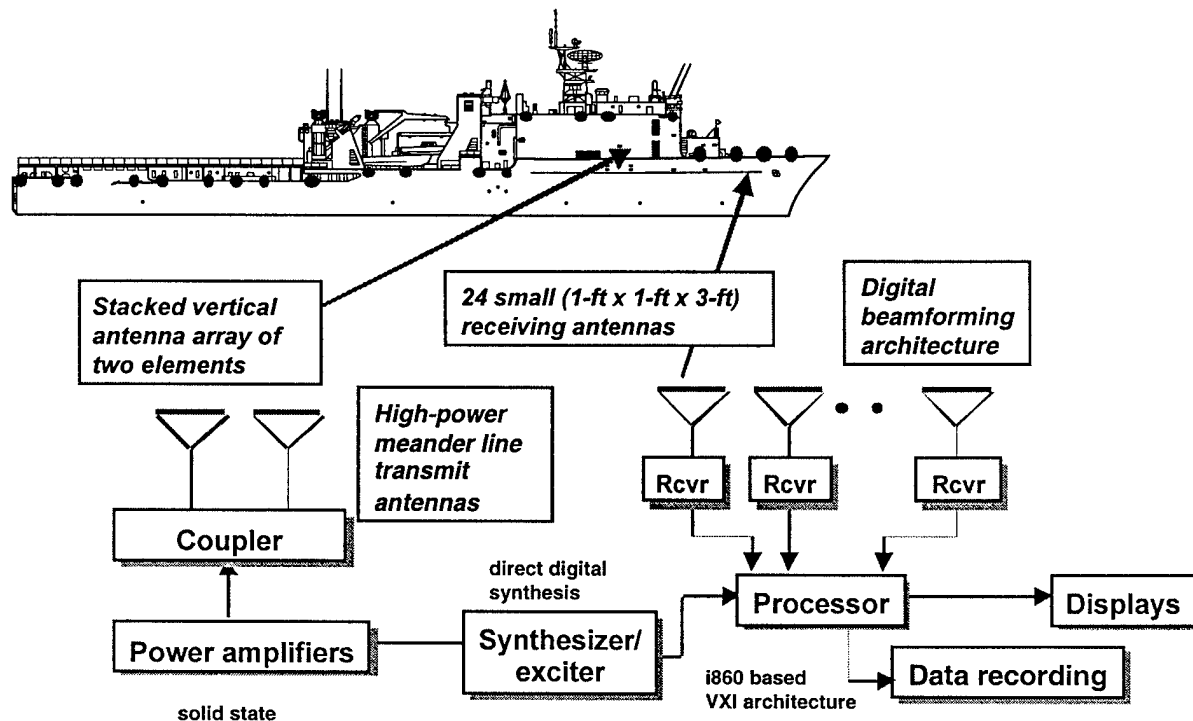 Stacked vertical
antenna array of
two elements
24 small (1-ft x 1-ft x 3-ft)
receiving antennas
Digital
beamforming
architecture
High-power
meander line
transmit
antennas
Rcvr
Rcvr
Rcvr
Coupler
direct digital
synthesis
Processor
Displays
Power amplifiers
Synthesizer/
exciter
i860 based
VXI architecture
Data recording
solid state